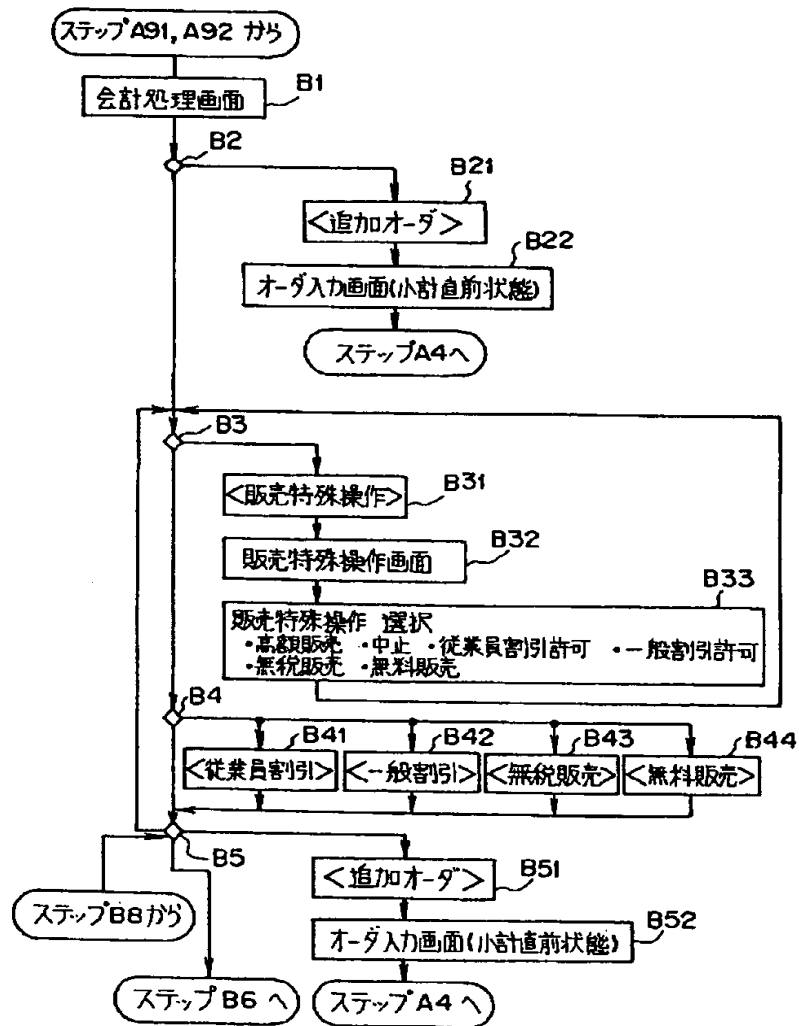 ステップA91, A92 から
会計処理画面
B1
B2
B21
<追加オーダ>
B22
オーダ入力画面(小計直前状態)
ステップA4へ
B3
<販売特殊操作>
B31
販売特殊操作画面
B32
B33
販売特殊操作 選択
・高額販売 ・中止 ・従業員割引許可 ・一般割引許可
・無税販売 ・無料販売
B4
B41
B42
B43
B44
<従業員割引>
<一般割引>
<無税販売>
<無料販売>
B5
<追加オーダ>
B51
ステップB8から
オーダ入力画面(小計直前状態)
B52
ステップB6へ
ステップA4へ